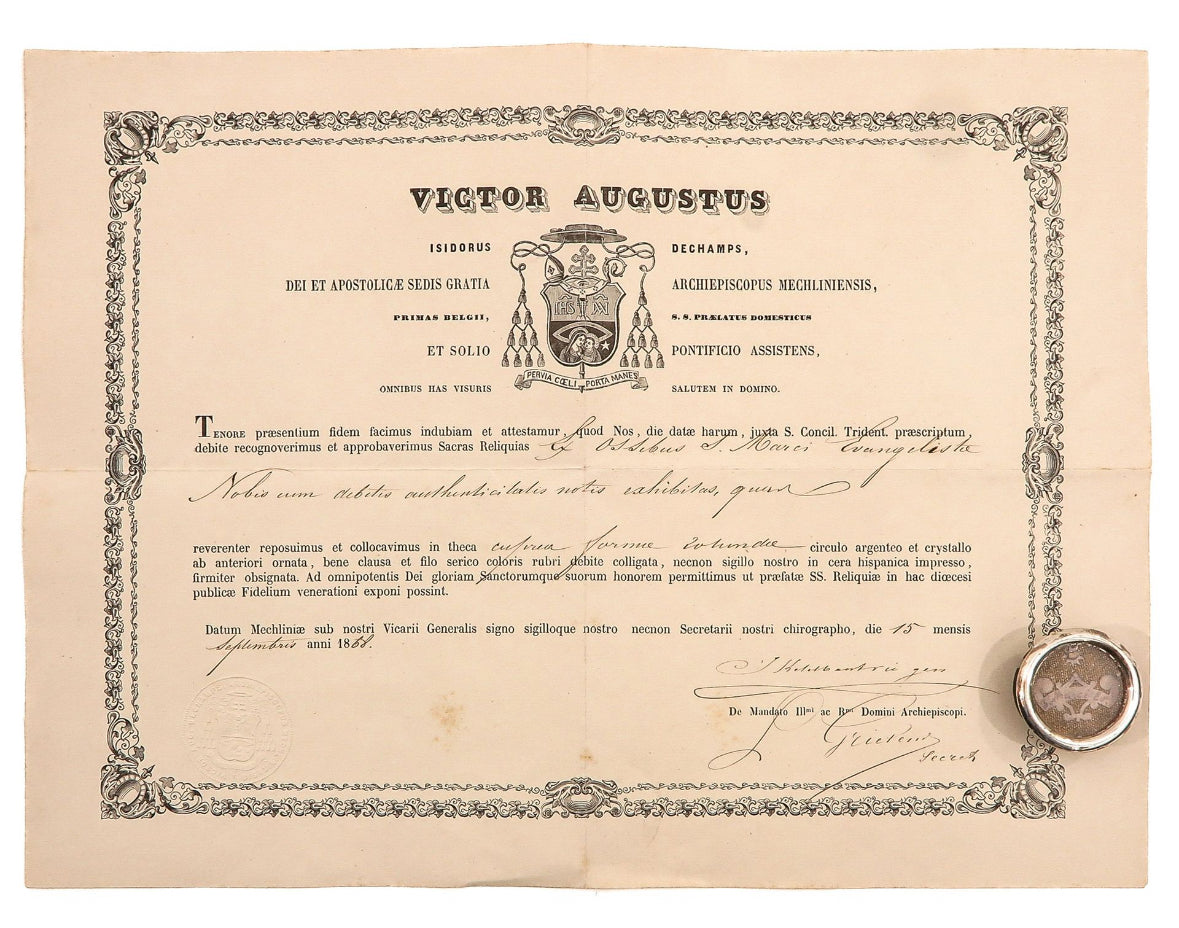 VICTOR AUGUSTUS
ISIDORUS DECHAMPS,
DEI ET APOSTOLICÆ SEDIS GRATIA ARCHIEPISCOPUS MECHLINIENSIS,
PRIMAS BELGII, S. S. PRÆLATUS DOMESTICUS
IHS M
ET SOLIO PONTIFICIO ASSISTENS,
PERVIA CŒLI PORTA MANES
OMNIBUS HAS VISURIS SALUTEM IN DOMINO.
TENORE præsentium fidem facimus indubiam et attestamur, quod Nos, die datæ harum, juxta S. Concil. Trident. præscriptum,
debite recognoverimus et approbaverimus Sacras Reliquias Ex Ossibus S. Marci Evangelistæ
Nobis cum debitis authenticitatis notis exhibitas, quas
reverenter reposuimus et collocavimus in theca cuprea formæ rotundæ circulo argenteo et crystallo
ab anteriori ornata, bene clausa et filo serico coloris rubri debite colligata, necnon sigillo nostro in cera hispanica impresso,
firmiter obsignata. Ad omnipotentis Dei gloriam Sanctorumque suorum honorem permittimus ut præfatæ SS. Reliquiæ in hac diœcesi
publicæ Fidelium venerationi exponi possint.
Datum Mechliniæ sub nostri Vicarii Generalis signo sigilloque nostro necnon Secretarii nostri chirographo, die 15 mensis
septembris anni 1868.
gen
De Mandato Illmi ac Rmi Domini Archiepiscopi.
Secret